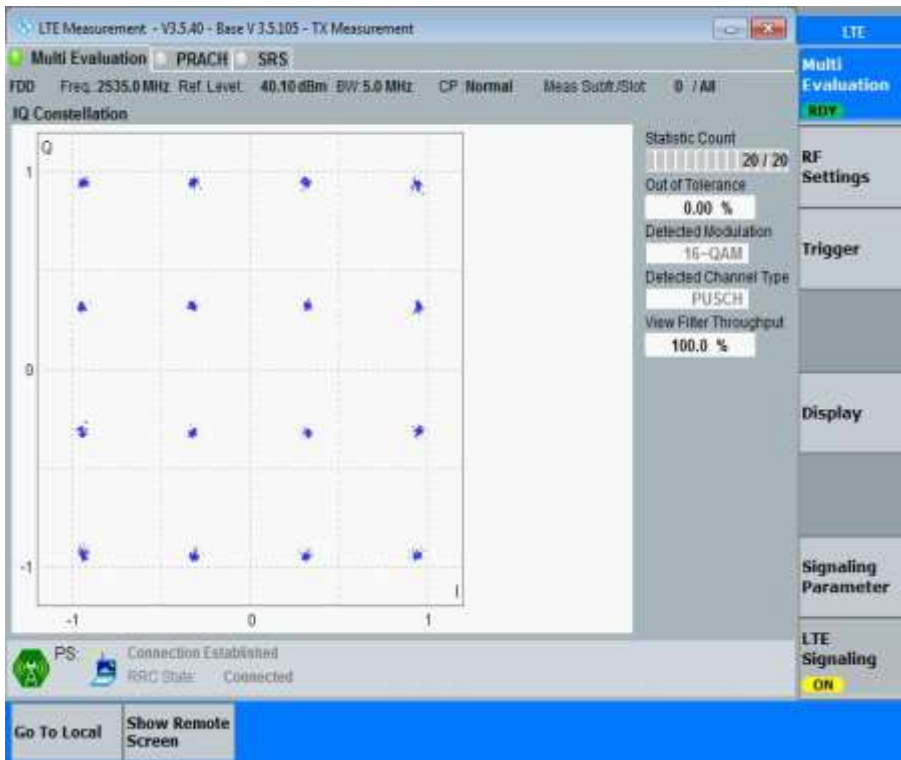 LTE Measurement - V3.5.40 - Base V 3.5.105 - TX Measurement
LTE
Multi Evaluation PRACH SRS
Multi
Evaluation
RDY
FDD Freq.: 2535.0 MHz Ref. Level: 40.10 dBm BW: 5.0 MHz CP: Normal Meas Subfr./Slot: 0 / All
IQ Constellation
Q
1
0
-1
I
-1 0 1
Statistic Count
20 / 20
Out of Tolerance
0.00 %
Detected Modulation
16-QAM
Detected Channel Type
PUSCH
View Filter Throughput
100.0 %
RF
Settings
Trigger
Display
Signaling
Parameter
LTE
Signaling
ON
PS: Connection Established
RRC State: Connected
Go To Local
Show Remote
Screen